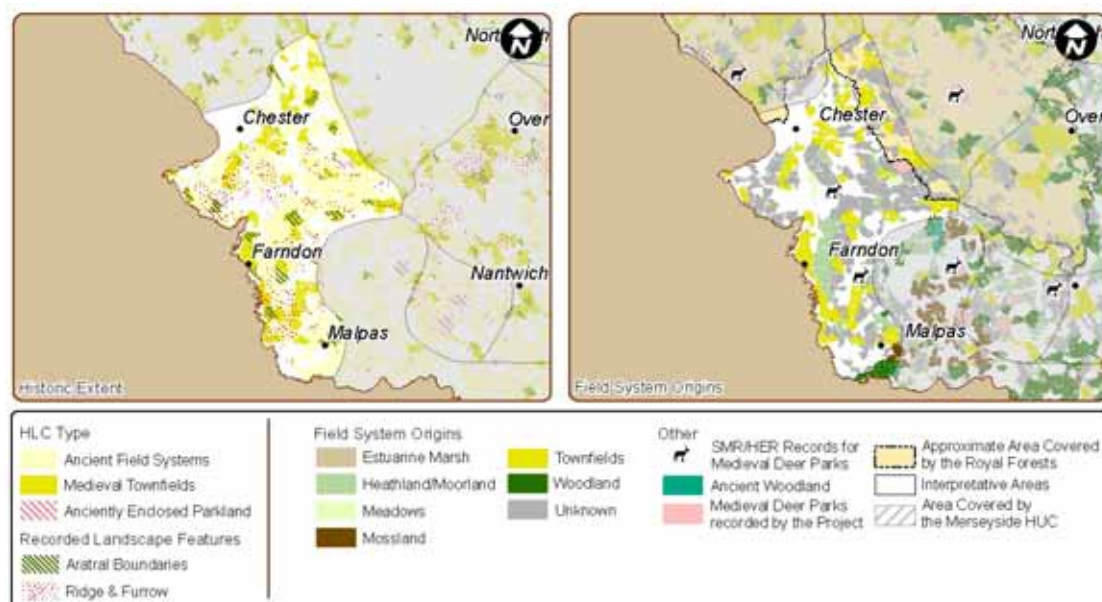 Northwich
N
Chester
Over
Farndon
Nantwich
Malpas
Historic Extent
N
Chester
Over
Farndon
Nantwich
Malpas
Field System Origins
HLC Type
Ancient Field Systems
Medieval Townfields
Anciently Enclosed Parkland
Recorded Landscape Features
Aratral Boundaries
Ridge & Furrow
Field System Origins
Estuarine Marsh
Heathland/Moorland
Meadows
Mossland
Townfields
Woodland
Unknown
Other
SMR/HER Records for
Medieval Deer Parks
Ancient Woodland
Medieval Deer Parks
recorded by the Project
Approximate Area Covered
by the Royal Forests
Interpretative Areas
Area Covered by
the Merseyside HUC